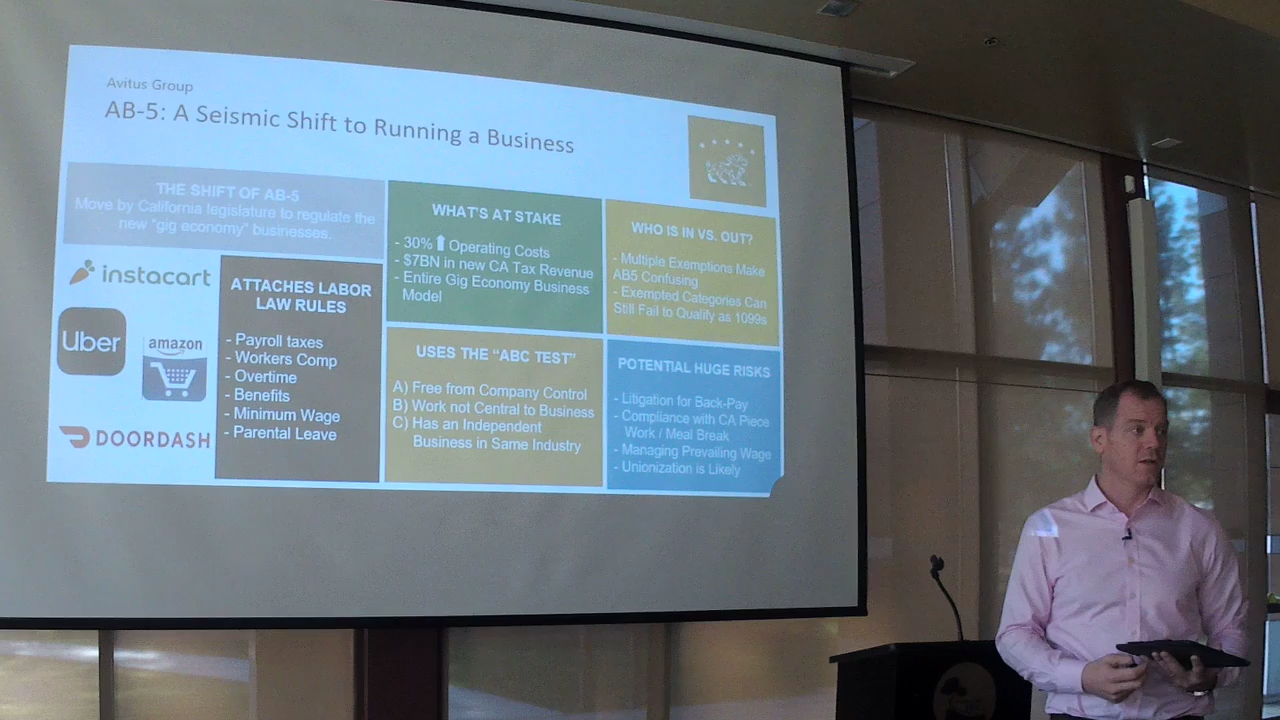 Avitus Group
AB-5: A Seismic Shift to Running a Business
THE SHIFT OF AB-5
Move by California legislature to regulate the
new "gig economy" businesses.
instacart
Uber
amazon
DOORDASH
ATTACHES LABOR
LAW RULES
- Payroll taxes
- Workers Comp
- Overtime
- Benefits
- Minimum Wage
- Parental Leave
WHAT'S AT STAKE
- 30% ⬆ Operating Costs
- $7BN in new CA Tax Revenue
- Entire Gig Economy Business
Model
USES THE "ABC TEST"
A) Free from Company Control
B) Work not Central to Business
C) Has an Independent
Business in Same Industry
WHO IS IN VS. OUT?
- Multiple Exemptions Make
AB5 Confusing
- Exempted Categories Can
Still Fail to Qualify as 1099s
POTENTIAL HUGE RISKS
- Litigation for Back-Pay
- Compliance with CA Piece
Work / Meal Break
- Managing Prevailing Wage
- Unionization is Likely